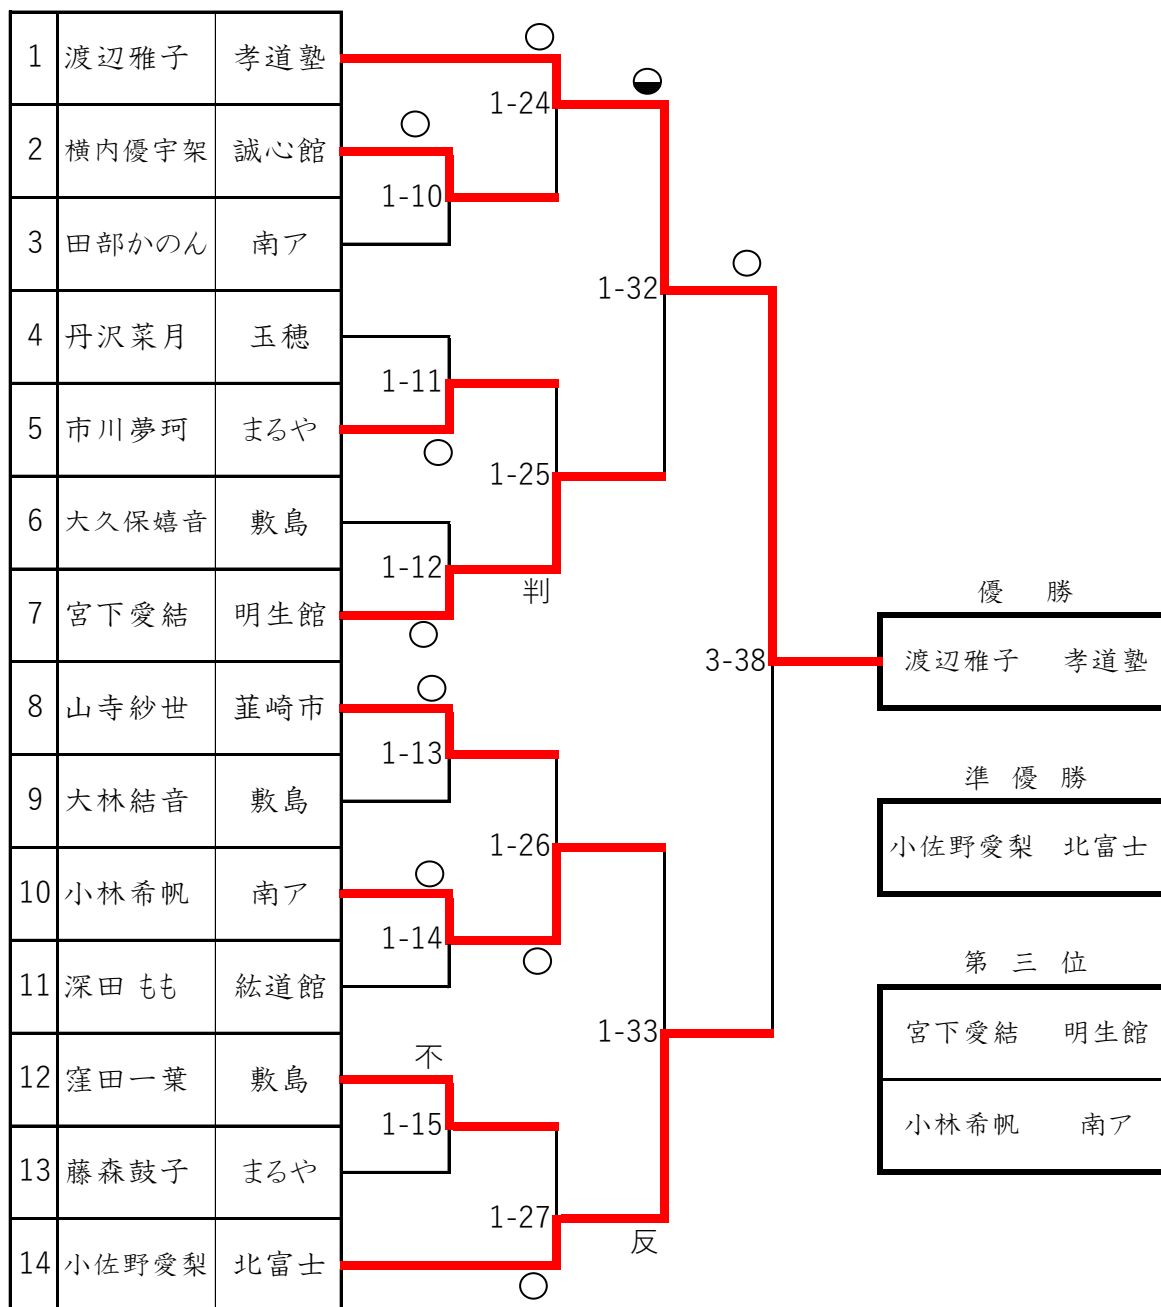 1 渡辺雅子 孝道塾
2 横内優宇架 誠心館
3 田部かのん 南ア
4 丹沢菜月 玉穂
5 市川夢珂 まるや
6 大久保嬉音 敷島
7 宮下愛結 明生館
8 山寺紗世 韮崎市
9 大林結音 敷島
10 小林希帆 南ア
11 深田 もも 紘道館
12 窪田一葉 敷島
13 藤森鼓子 まるや
14 小佐野愛梨 北富士
1-10
1-11
1-12
1-13
1-14
不
1-15
1-24
1-25
判
1-26
1-27
1-32
1-33
反
3-38
優 勝
渡辺雅子 孝道塾
準 優 勝
小佐野愛梨 北富士
第 三 位
宮下愛結 明生館
小林希帆 南ア